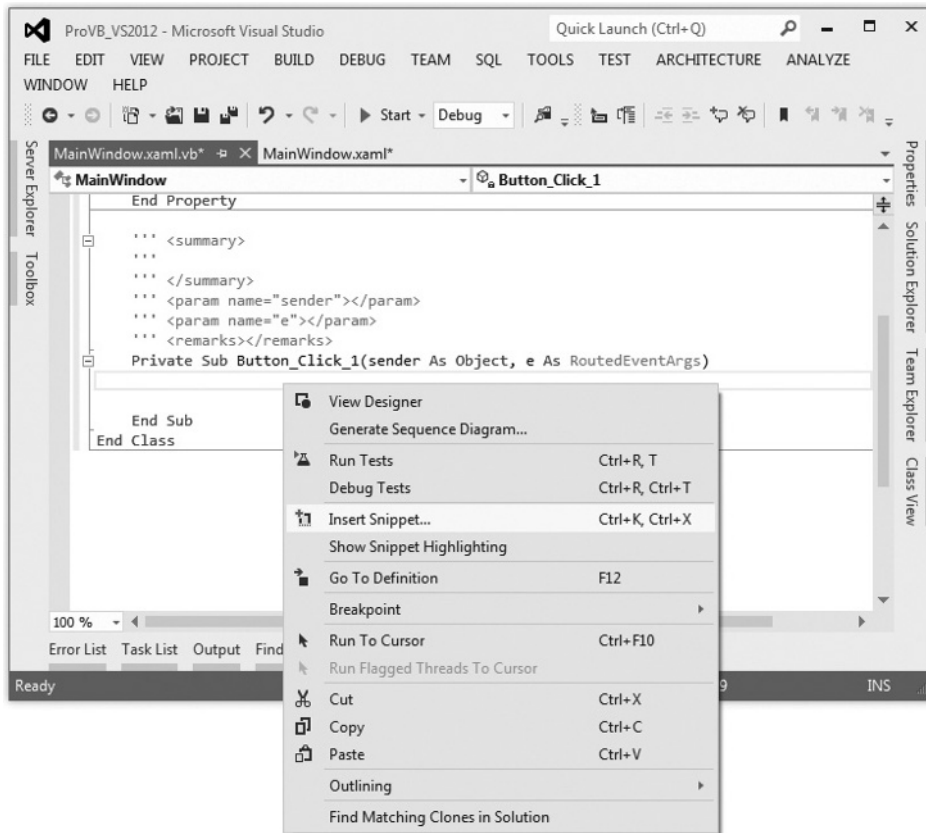 ProVB_VS2012 - Microsoft Visual Studio
Quick Launch (Ctrl+Q)
FILE EDIT VIEW PROJECT BUILD DEBUG TEAM SQL TOOLS TEST ARCHITECTURE ANALYZE
WINDOW HELP
Start Debug
Server Explorer
Toolbox
MainWindow.xaml.vb* MainWindow.xaml*
MainWindow Button_Click_1
End Property
''' <summary>
'''
''' </summary>
''' <param name="sender"></param>
''' <param name="e"></param>
''' <remarks></remarks>
Private Sub Button_Click_1(sender As Object, e As RoutedEventArgs)
End Sub
End Class
Properties
Solution Explorer
Team Explorer
Class View
View Designer
Generate Sequence Diagram...
Run Tests Ctrl+R, T
Debug Tests Ctrl+R, Ctrl+T
Insert Snippet... Ctrl+K, Ctrl+X
Show Snippet Highlighting
Go To Definition F12
Breakpoint
Run To Cursor Ctrl+F10
Run Flagged Threads To Cursor
Cut Ctrl+X
Copy Ctrl+C
Paste Ctrl+V
Outlining
Find Matching Clones in Solution
100 %
Error List Task List Output Find
Ready 9 INS